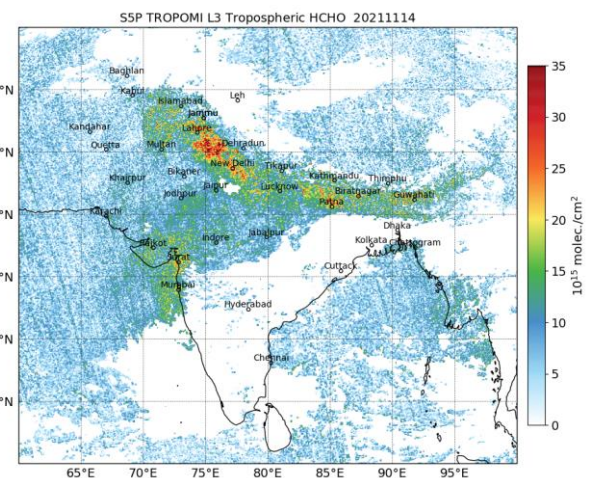 S5P TROPOMI L3 Tropospheric HCHO 20211114
Baghlan
Kabul
Leh
Islamabad
Jammu
Kandahar
Lahore
Quetta
Multan
Dehradun
New Delhi
Tikapur
Khairpur
Bikaner
Kathmandu
Thimphu
Jodhpur
Jaipur
Lucknow
Biratnagar
Guwahati
Patna
Karachi
Dhaka
Rajkot
Indore
Jabalpur
Kolkata
Chattogram
Surat
Cuttack
Mumbai
Hyderabad
Chennai
°N
°N
°N
°N
°N
°N
65°E 70°E 75°E 80°E 85°E 90°E 95°E
35
30
25
20
15
10
5
0
10¹⁵ molec./cm²